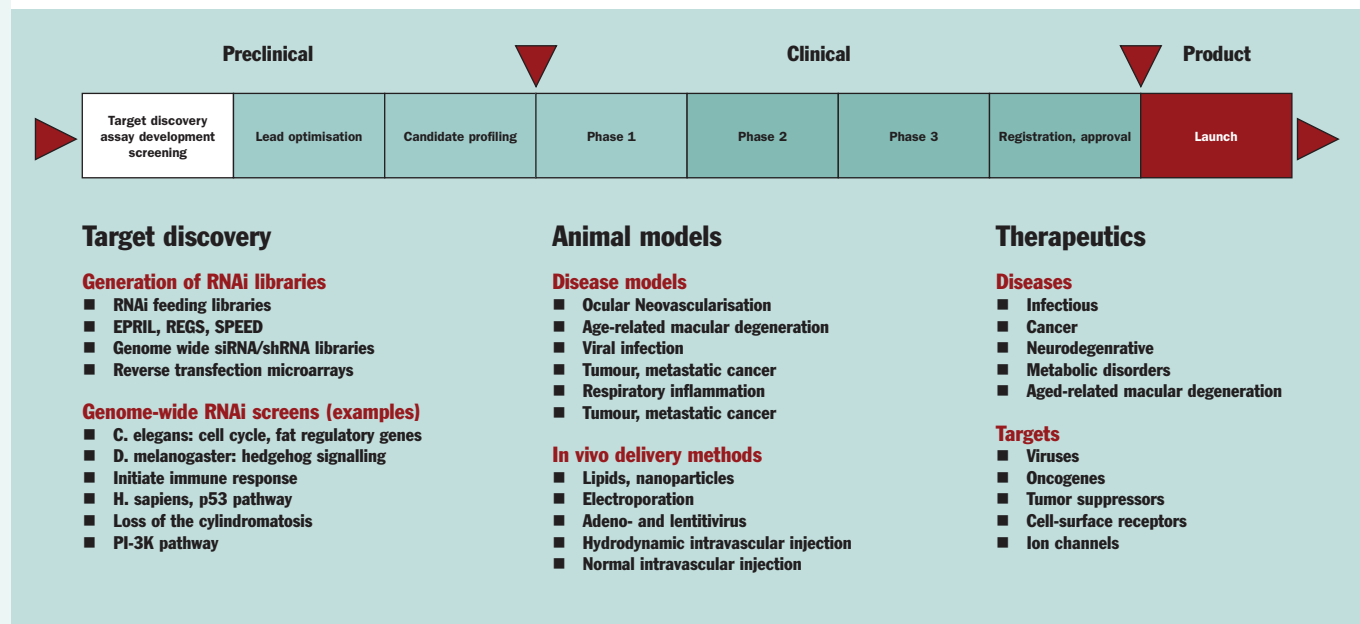 Preclinical
Clinical
Product
Target discovery
assay development
screening
Lead optimisation
Candidate profiling
Phase 1
Phase 2
Phase 3
Registration, approval
Launch
Target discovery
Generation of RNAi libraries
■ RNAi feeding libraries
■ EPRIL, REGS, SPEED
■ Genome wide siRNA/shRNA libraries
■ Reverse transfection microarrays
Genome-wide RNAi screens (examples)
■ C. elegans: cell cycle, fat regulatory genes
■ D. melanogaster: hedgehog signalling
■ Initiate immune response
■ H. sapiens, p53 pathway
■ Loss of the cylindromatosis
■ PI-3K pathway
Animal models
Disease models
■ Ocular Neovascularisation
■ Age-related macular degeneration
■ Viral infection
■ Tumour, metastatic cancer
■ Respiratory inflammation
■ Tumour, metastatic cancer
In vivo delivery methods
■ Lipids, nanoparticles
■ Electroporation
■ Adeno- and lentitivirus
■ Hydrodynamic intravascular injection
■ Normal intravascular injection
Therapeutics
Diseases
■ Infectious
■ Cancer
■ Neurodegenrative
■ Metabolic disorders
■ Aged-related macular degeneration
Targets
■ Viruses
■ Oncogenes
■ Tumor suppressors
■ Cell-surface receptors
■ Ion channels